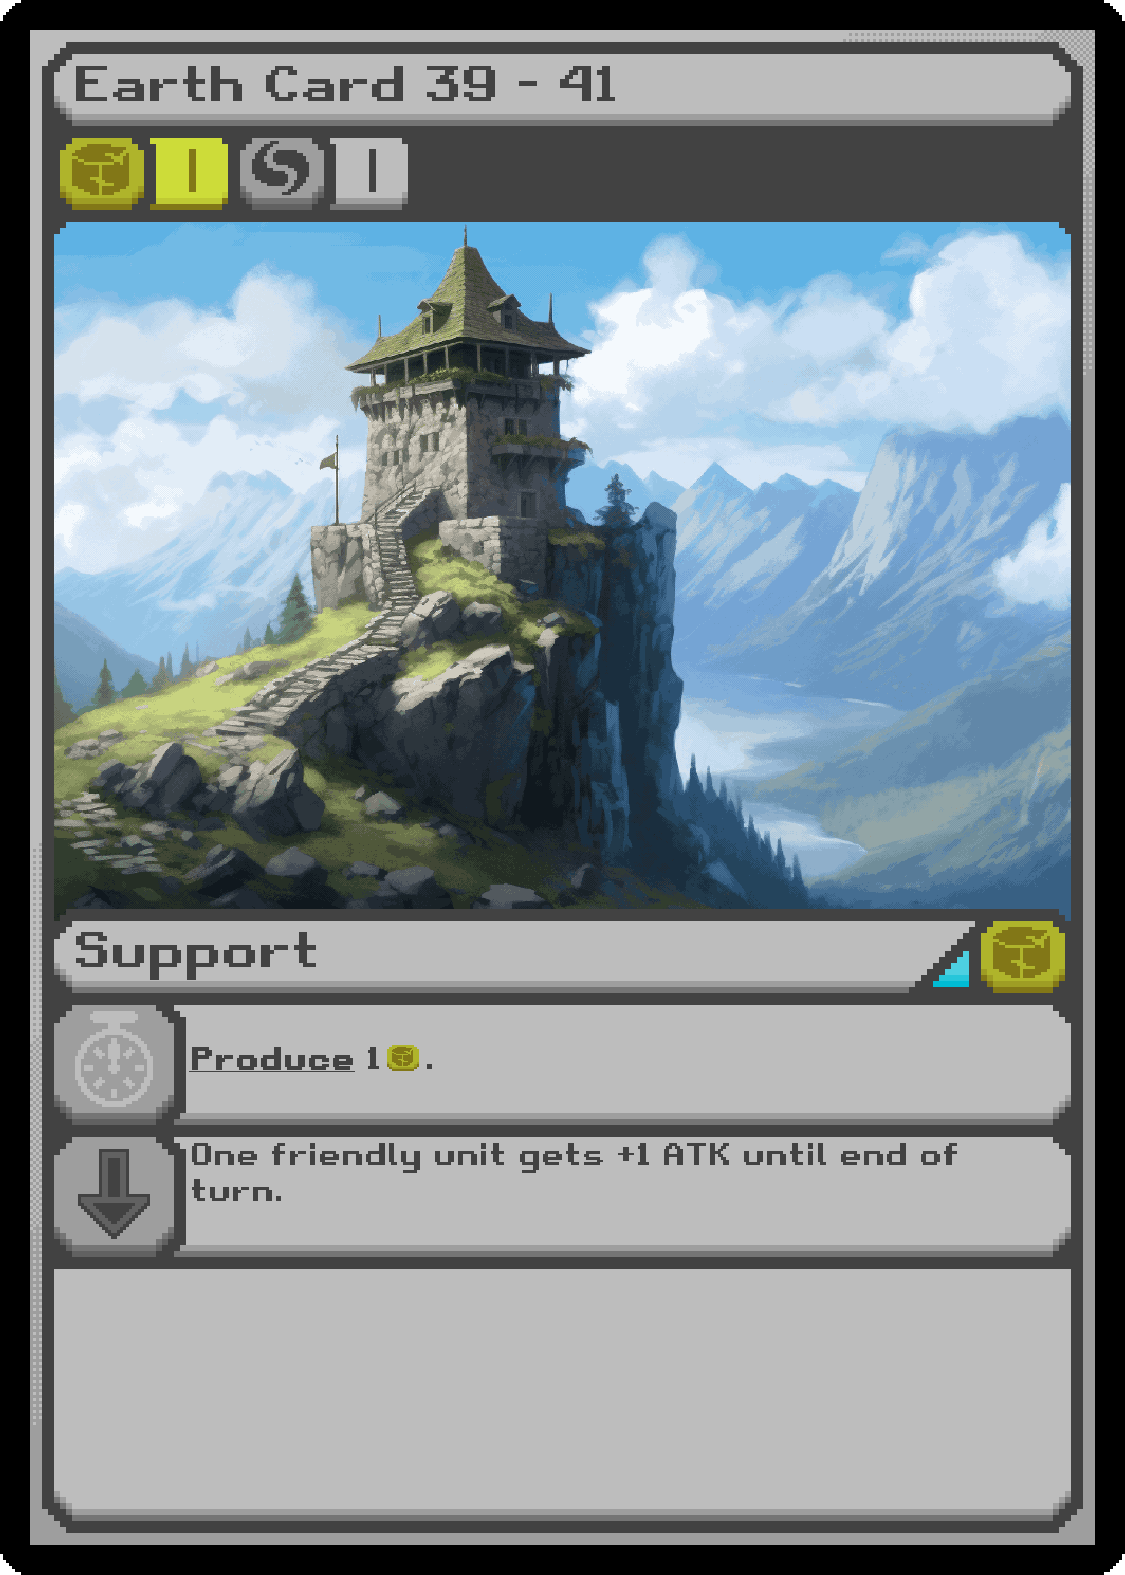 Earth Card 39 - 41
1 1
Support
Produce 1.
One friendly unit gets +1 ATK until end of
turn.